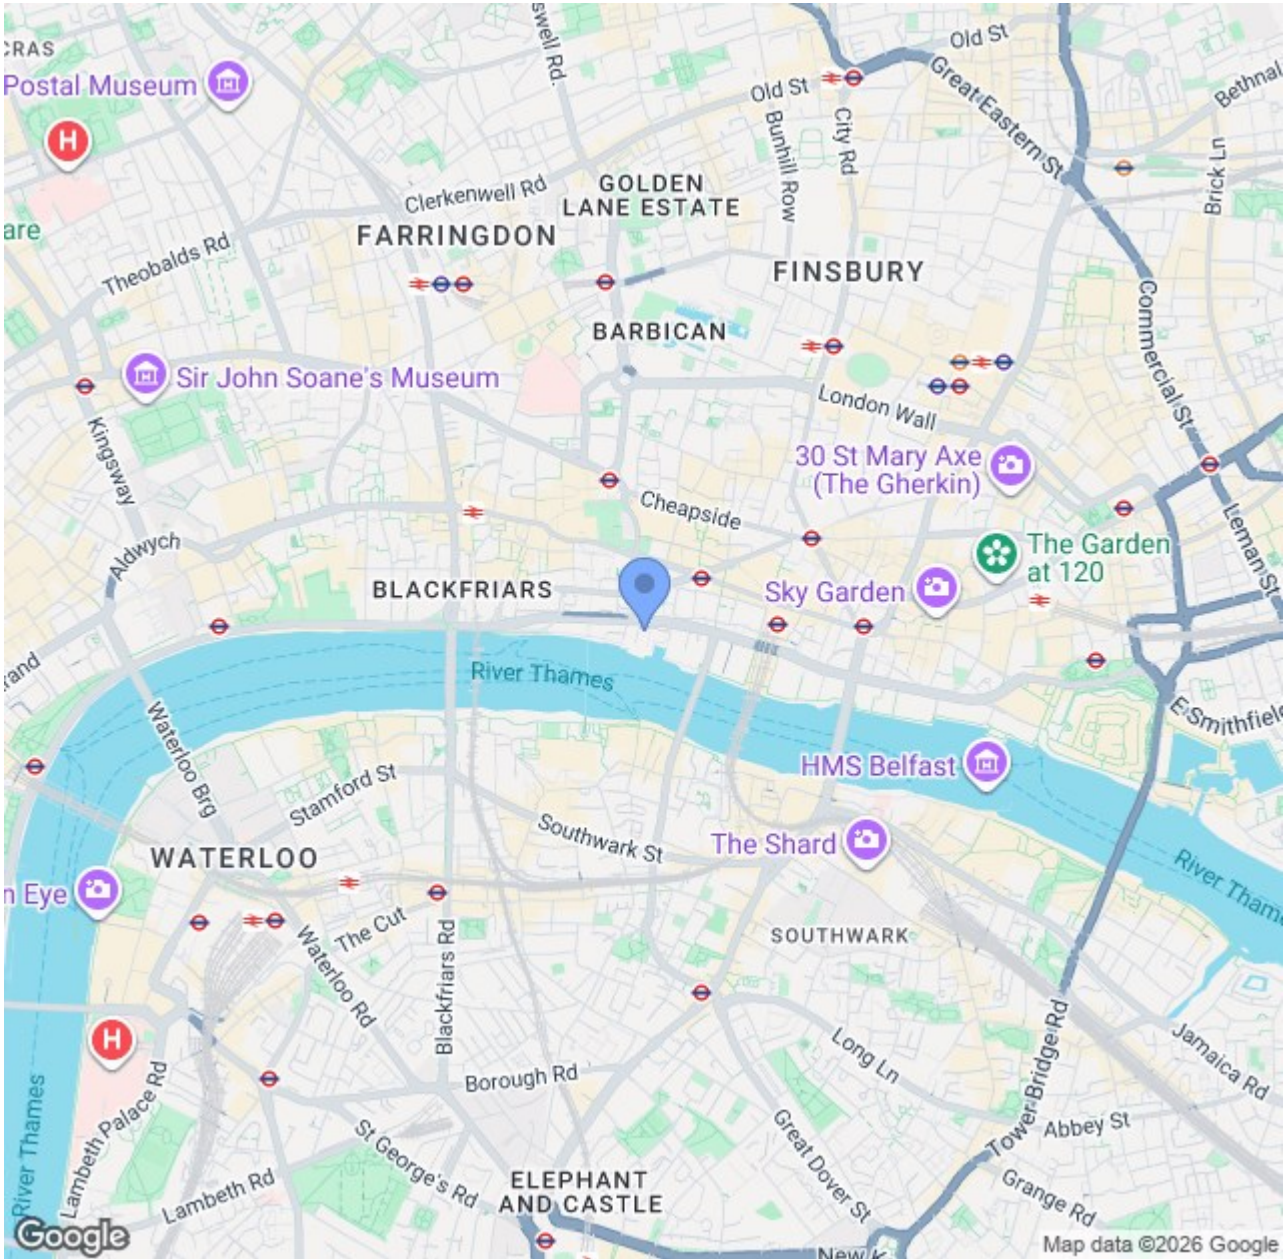 CRAS
swell Rd.
Old St
Great Eastern St
Bethnal
Postal Museum
H
Old St
City Rd
Bunhill Row
Brick Ln
Clerkenwell Rd
GOLDEN
LANE ESTATE
are
Theobalds Rd
FARRINGDON
FINSBURY
Commercial St
BARBICAN
Sir John Soane's Museum
London Wall
Kingsway
30 St Mary Axe
(The Gherkin)
Cheapside
Leman St
Aldwych
The Garden
at 120
BLACKFRIARS
Sky Garden
rand
River Thames
E Smithfield
Waterloo Brg
HMS Belfast
Stamford St
Southwark St
The Shard
WATERLOO
River Thames
n Eye
The Cut
Blackfriars Rd
SOUTHWARK
Waterloo Rd
H
Long Ln
Tower Bridge Rd
Jamaica Rd
Borough Rd
River Thames
Lambeth Palace Rd
St George's Rd
Great Dover St
Abbey St
Lambeth Rd
ELEPHANT
AND CASTLE
Grange Rd
New K
Google
Map data ©2026 Google